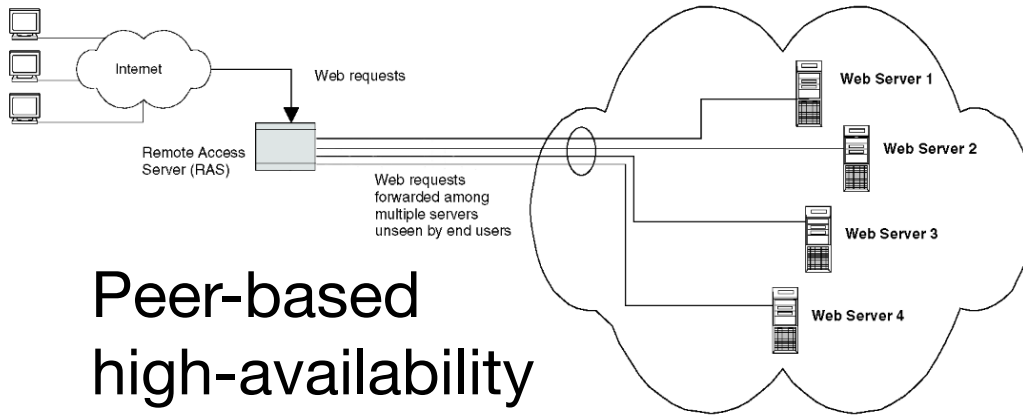 Internet
Web requests
Remote Access
Server (RAS)
Web requests
forwarded among
multiple servers
unseen by end users
Web Server 1
Web Server 2
Web Server 3
Web Server 4
Peer-based
high-availability